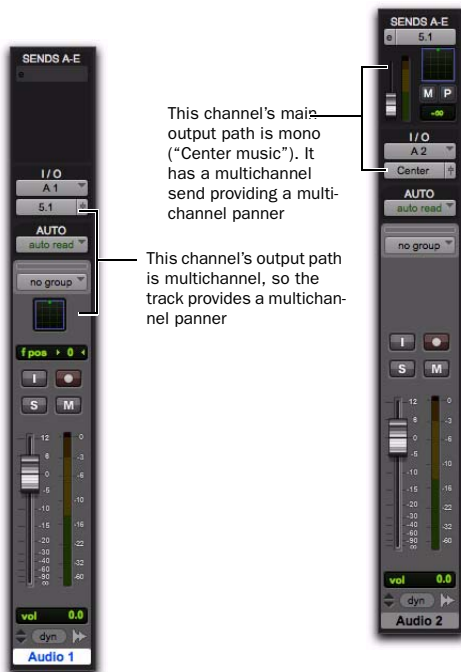 SENDS A-E
e
I / O
A 1
5.1
AUTO
auto read
no group
f pos 0
I
S M
12 0
6 -3
0 -6
-5
-10 -10
-15 -16
-20 -22
-30
-40 -32
-60
-90 -60
∞
vol 0.0
dyn
Audio 1
This channel's main
output path is mono
("Center music"). It
has a multichannel
send providing a multi-
channel panner
This channel's output path
is multichannel, so the
track provides a multichan-
nel panner
SENDS A-E
e 5.1
M P
-∞
I / O
A 2
Center
AUTO
auto read
no group
I
S M
12 0
6 -3
0 -6
-5
-10 -10
-15 -16
-20 -22
-30
-40 -32
-60
-90 -60
∞
vol 0.0
dyn
Audio 2